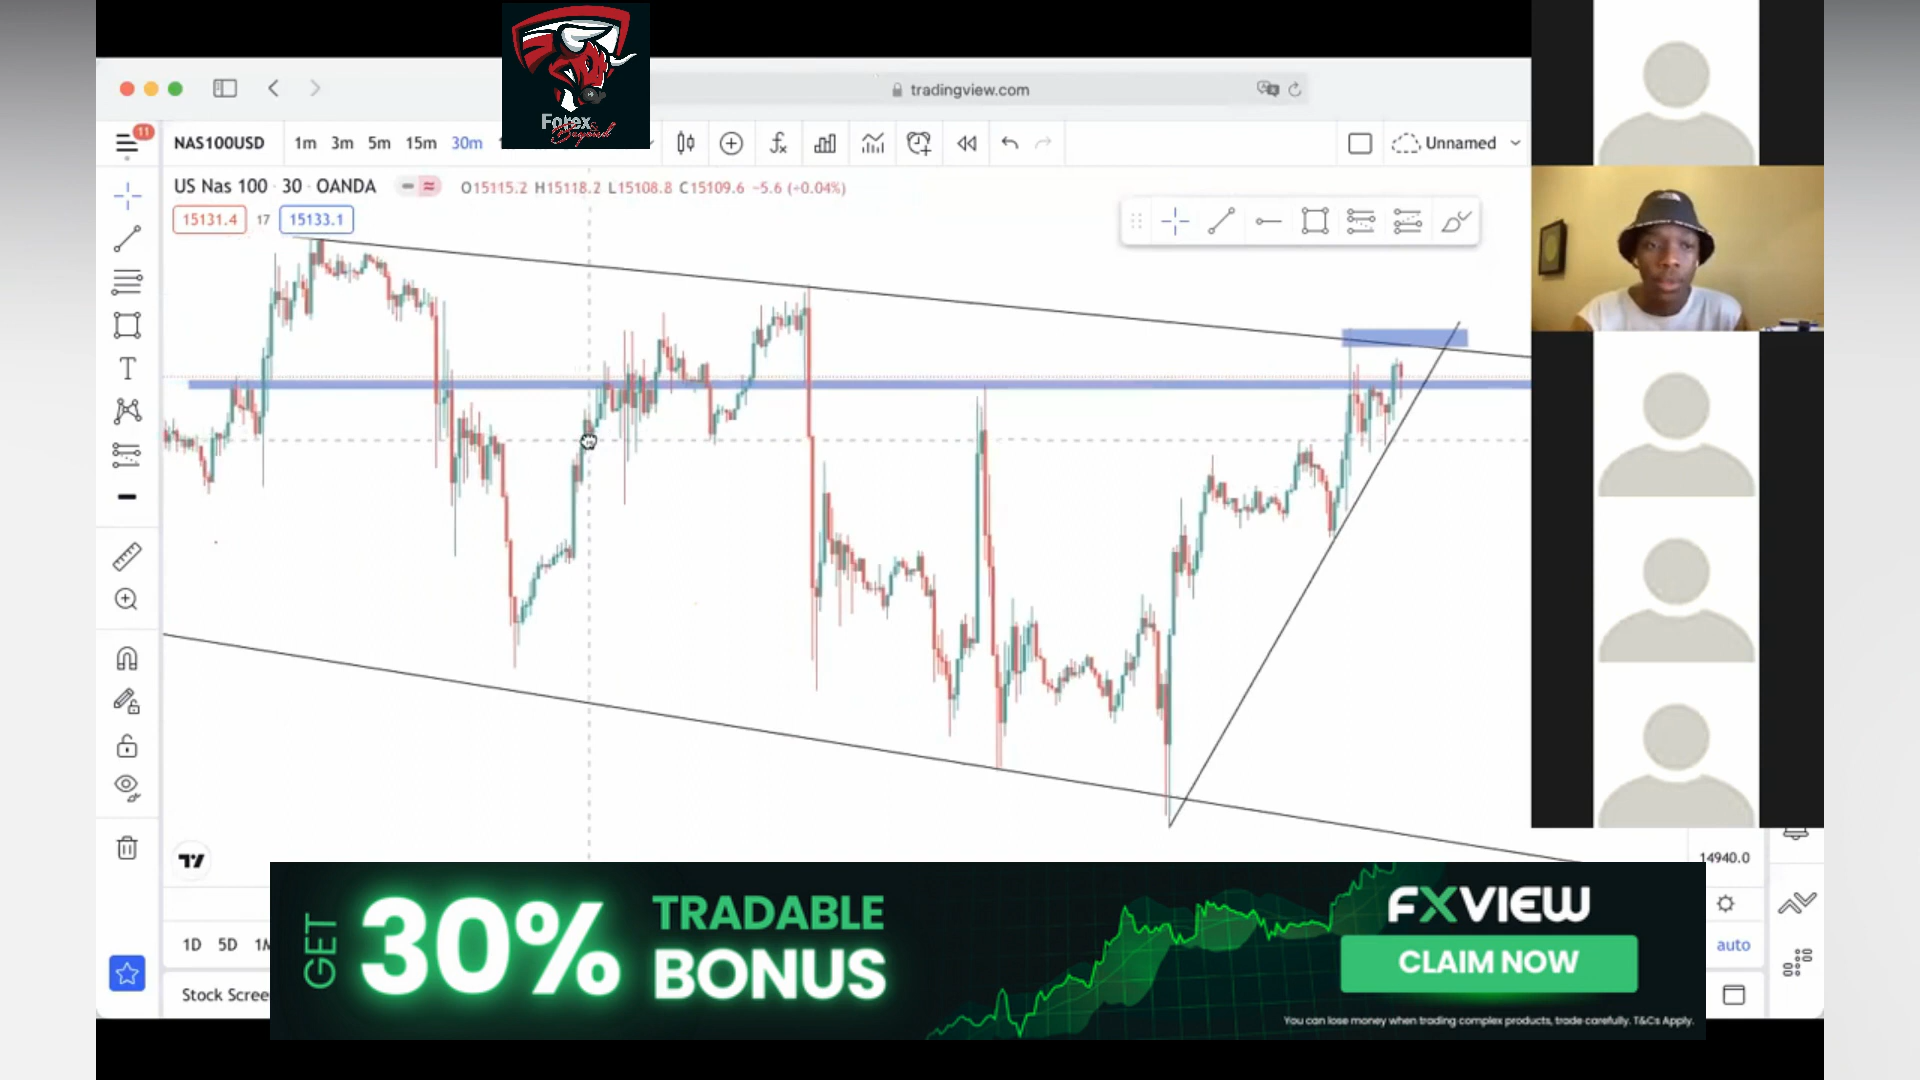 Forex
& Beyond
tradingview.com
11
NAS100USD
1m 3m 5m 15m 30m
Unnamed
US Nas 100 · 30 · OANDA
O15115.2 H15118.2 L15108.8 C15109.6 −5.6 (−0.04%)
15131.4 17 15133.1
T
14940.0
1D 5D 1M
auto
Stock Scree
GET
30%
TRADABLE
BONUS
FXVIEW
CLAIM NOW
You can lose money when trading complex products, trade carefully. T&Cs Apply.